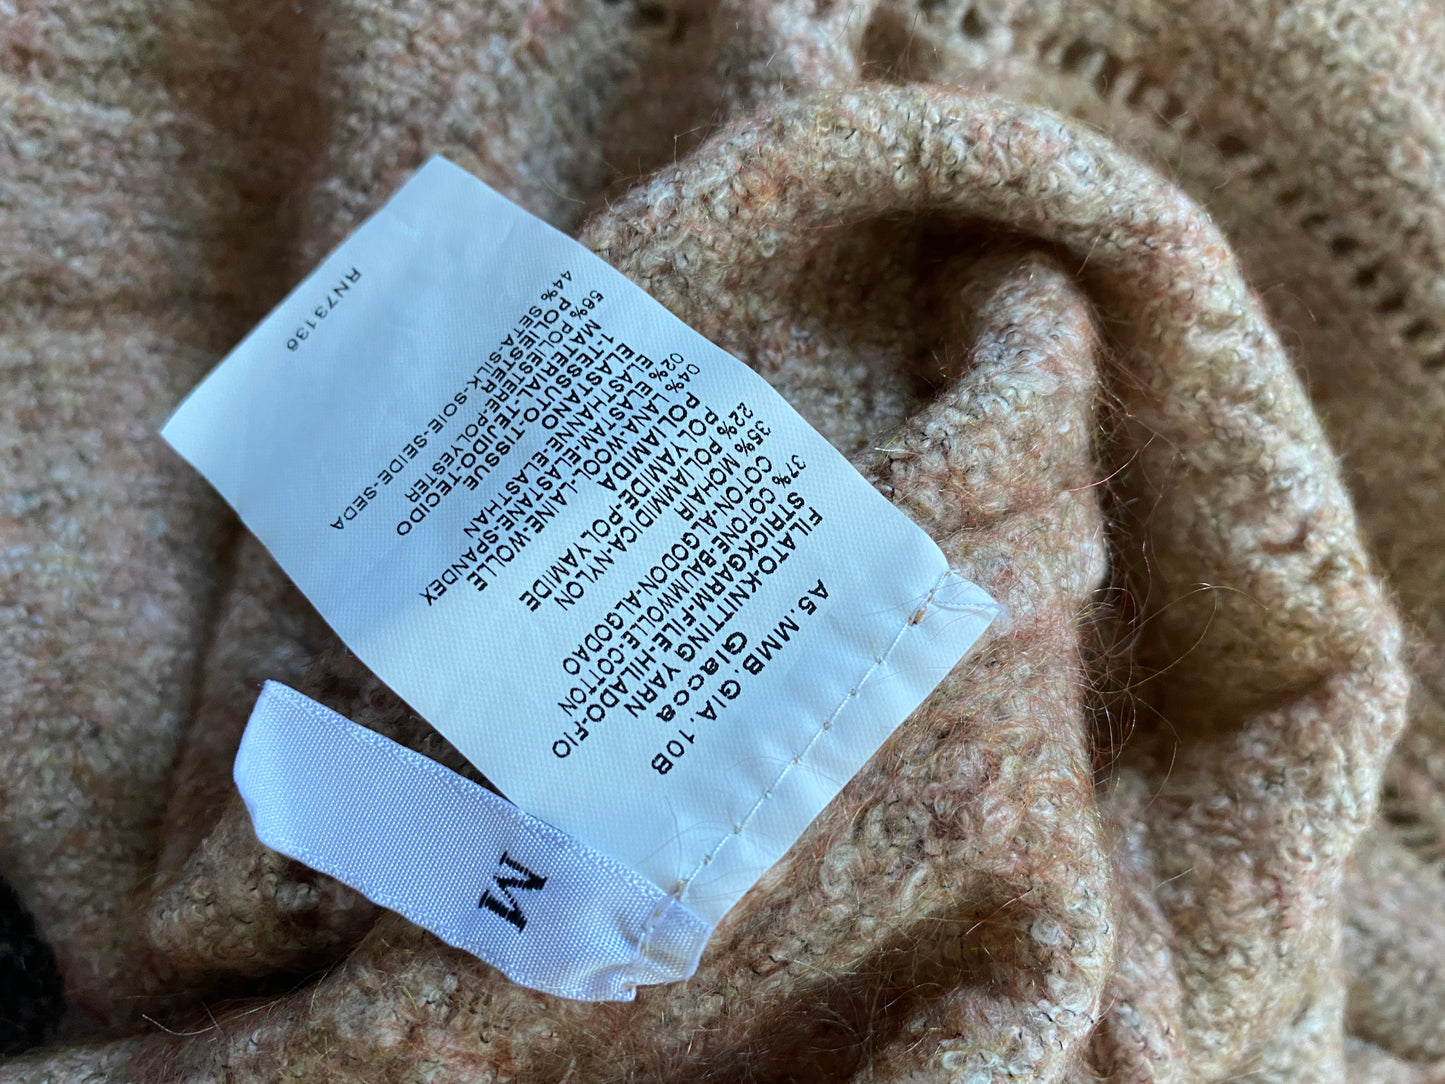 A5.MMB.GIA.10B
Giacca
FILATO-KNITTING YARN
STRICKGARM-FILE-HILADO-FIO
37% COTONE-BAUMWOLLE-COTTON
COTON-ALGODON-ALGODAO
35% MOHAIR
22% POLIAMMIDICA-NYLON
POLYAMIDE-POLYAMIDE
POLIAMIDA
04% LANA-WOOL-LAINE-WOLLE
02% ELASTAM-ELASTANE-SPANDEX
ELASTHANNE-ELASTHAN
ELASTANO
1-TESSUTO-TISSUE
MATERIAL-TEJIDO-TECIDO
56% POLIESTERE-POLYESTER
POLIESTER
44% SETA-SILK-SOIE-SEIDE-SEDA
RN73136
M